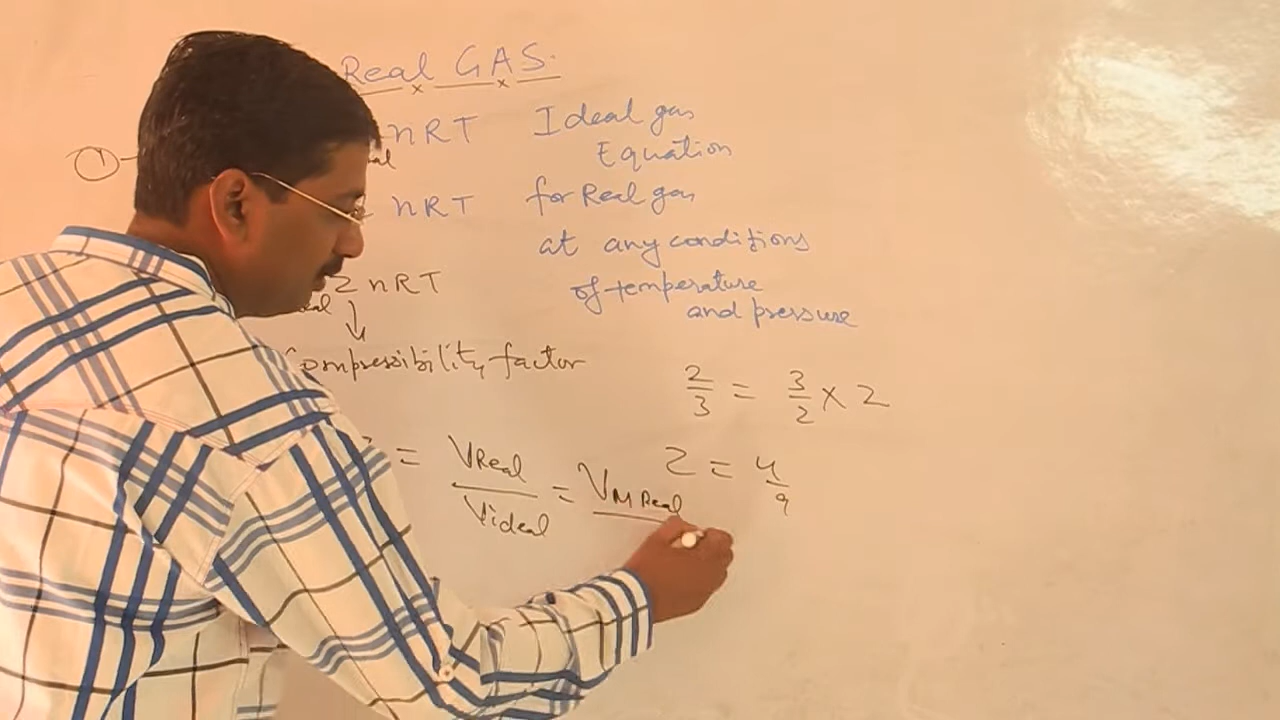 Real GAS.
①
nRT Ideal gas
Equation
= nRT for Real gas
at any conditions
Z nRT of temperature
and pressure
Compressibility factor
2/3 = 3/2 × Z
= VReal/Videal = VM Real
Z = 4/9